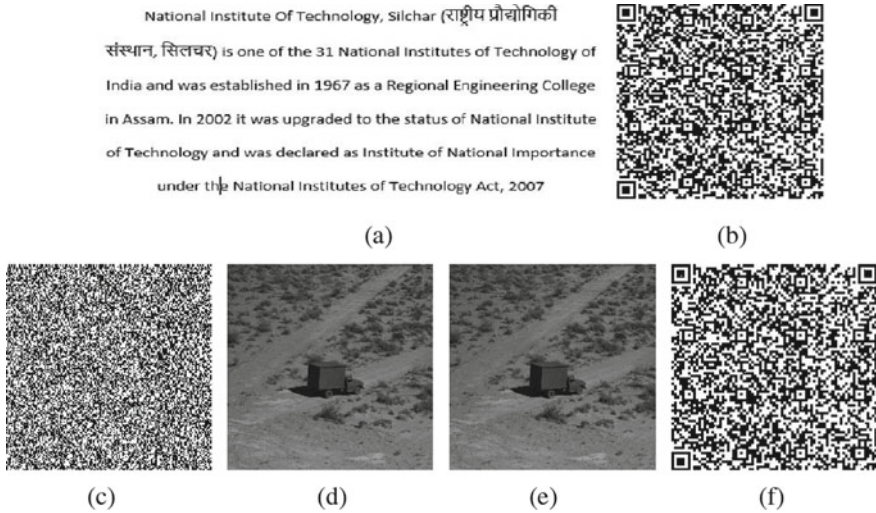 National Institute Of Technology, Silchar (राष्ट्रीय प्रौद्योगिकी
संस्थान, सिलचर) is one of the 31 National Institutes of Technology of
India and was established in 1967 as a Regional Engineering College
in Assam. In 2002 it was upgraded to the status of National Institute
of Technology and was declared as Institute of National Importance
under the National Institutes of Technology Act, 2007
(a) (b)
(c) (d) (e) (f)